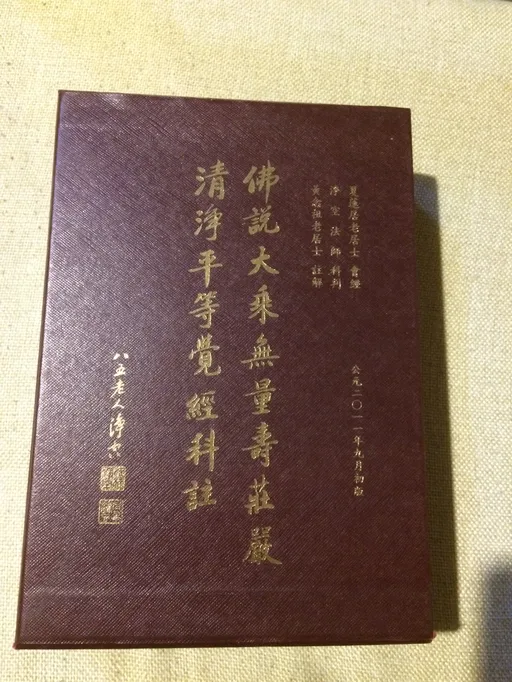 夏蓮居老居士 會經
淨空法師 科判
黃念祖老居士 註解
公元二〇一一年九月初版
佛說大乘無量壽莊嚴
清淨平等覺經科註
八五老人淨空